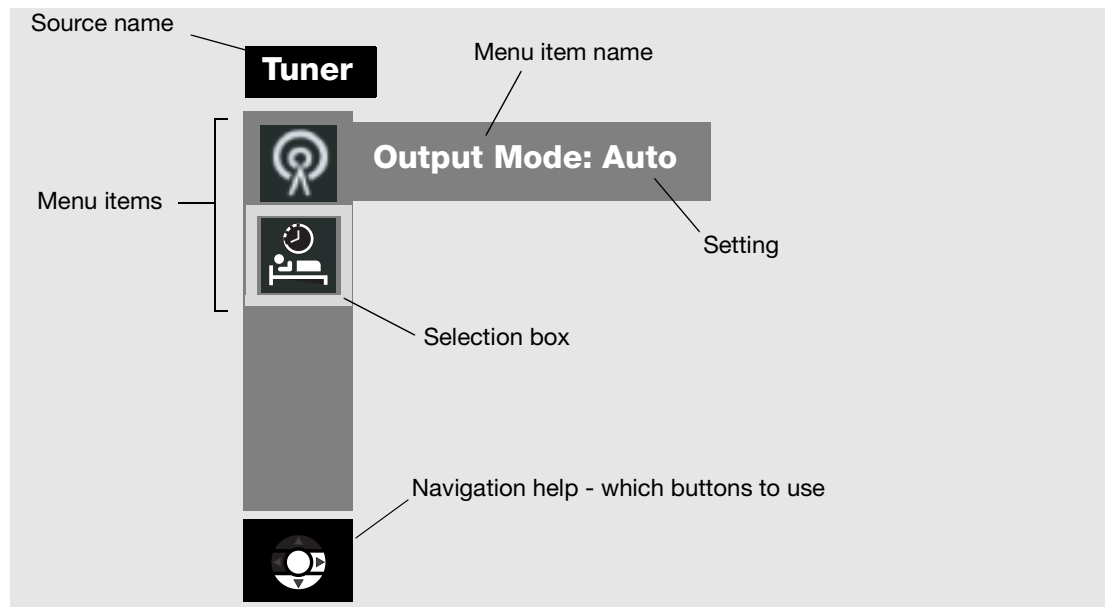 Source name
Tuner
Menu item name
Output Mode: Auto
Menu items
Setting
Selection box
Navigation help - which buttons to use